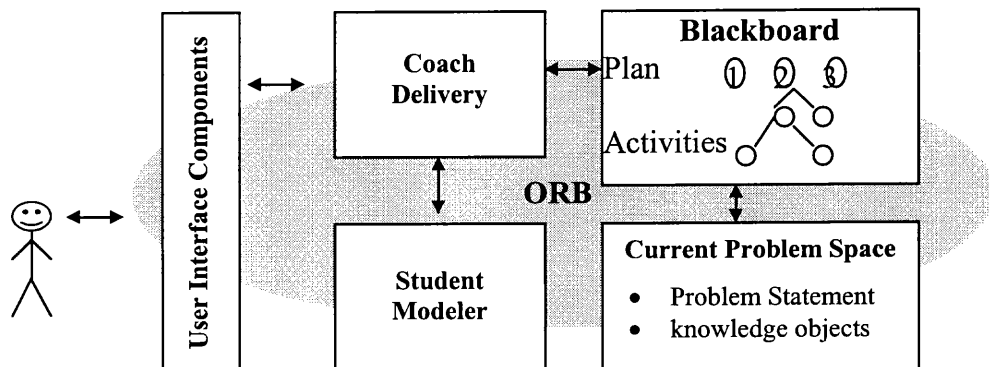 User Interface Components
Coach
Delivery
Blackboard
Plan 1 2 3
Activities
ORB
Student
Modeler
Current Problem Space
• Problem Statement
• knowledge objects